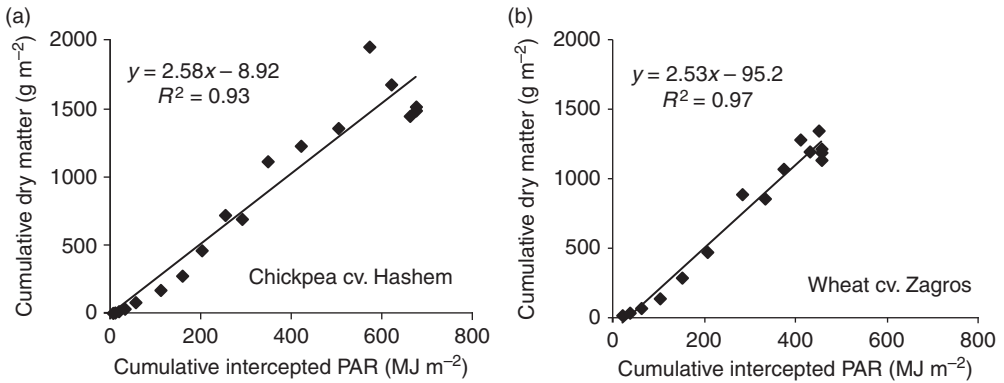 (a)
Cumulative dry matter (g m⁻²)
2000
1500
1000
500
0
y = 2.58x – 8.92
R² = 0.93
Chickpea cv. Hashem
0 200 400 600 800
Cumulative intercepted PAR (MJ m⁻²)
(b)
Cumulative dry matter (g m⁻²)
2000
1500
1000
500
0
y = 2.53x – 95.2
R² = 0.97
Wheat cv. Zagros
0 200 400 600 800
Cumulative intercepted PAR (MJ m⁻²)